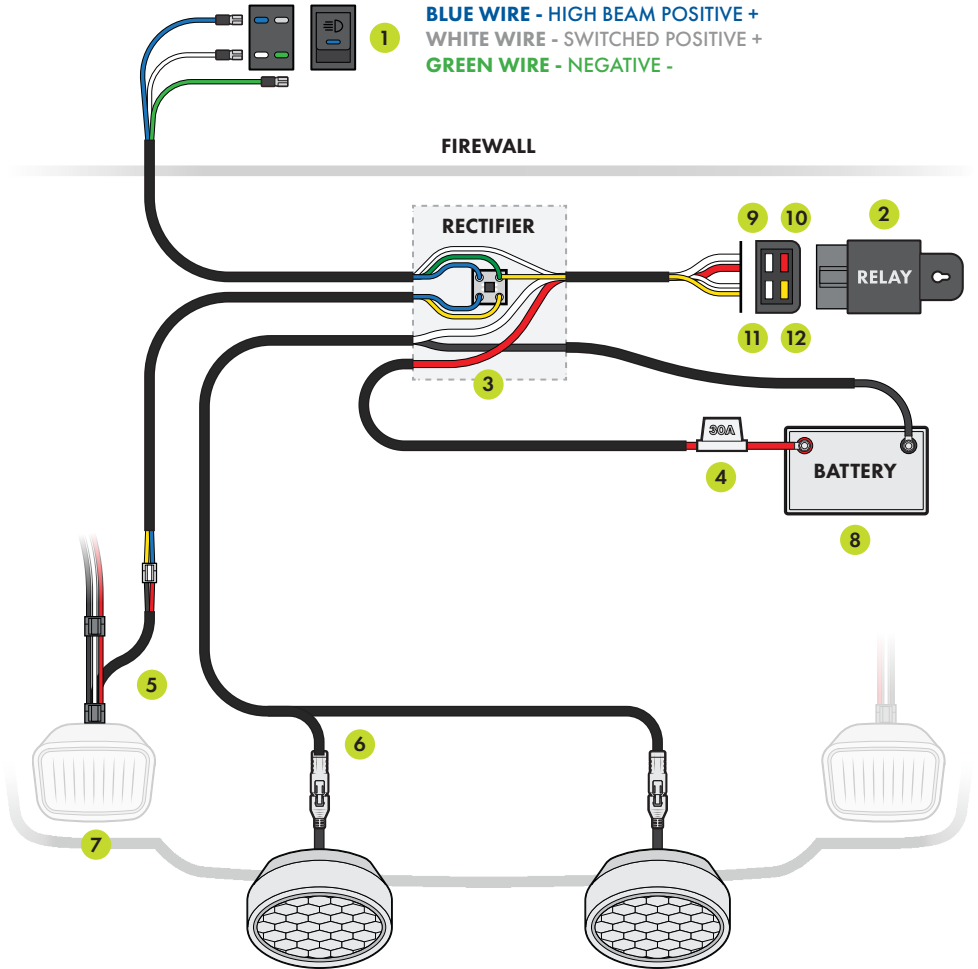 1
BLUE WIRE - HIGH BEAM POSITIVE +
WHITE WIRE - SWITCHED POSITIVE +
GREEN WIRE - NEGATIVE -
FIREWALL
RECTIFIER
9 10
2
RELAY
11 12
3
30A
4
BATTERY
8
5
6
7